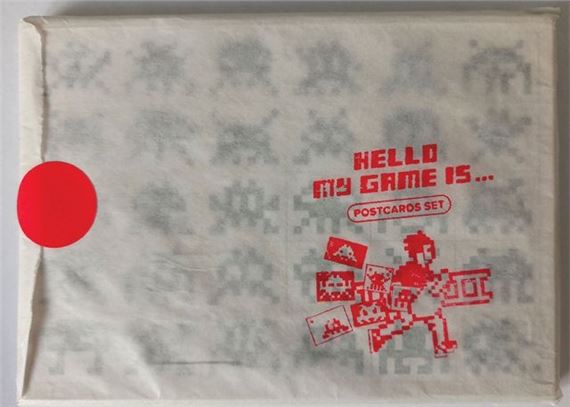 HELLO
MY GAME IS...
POSTCARDS SET